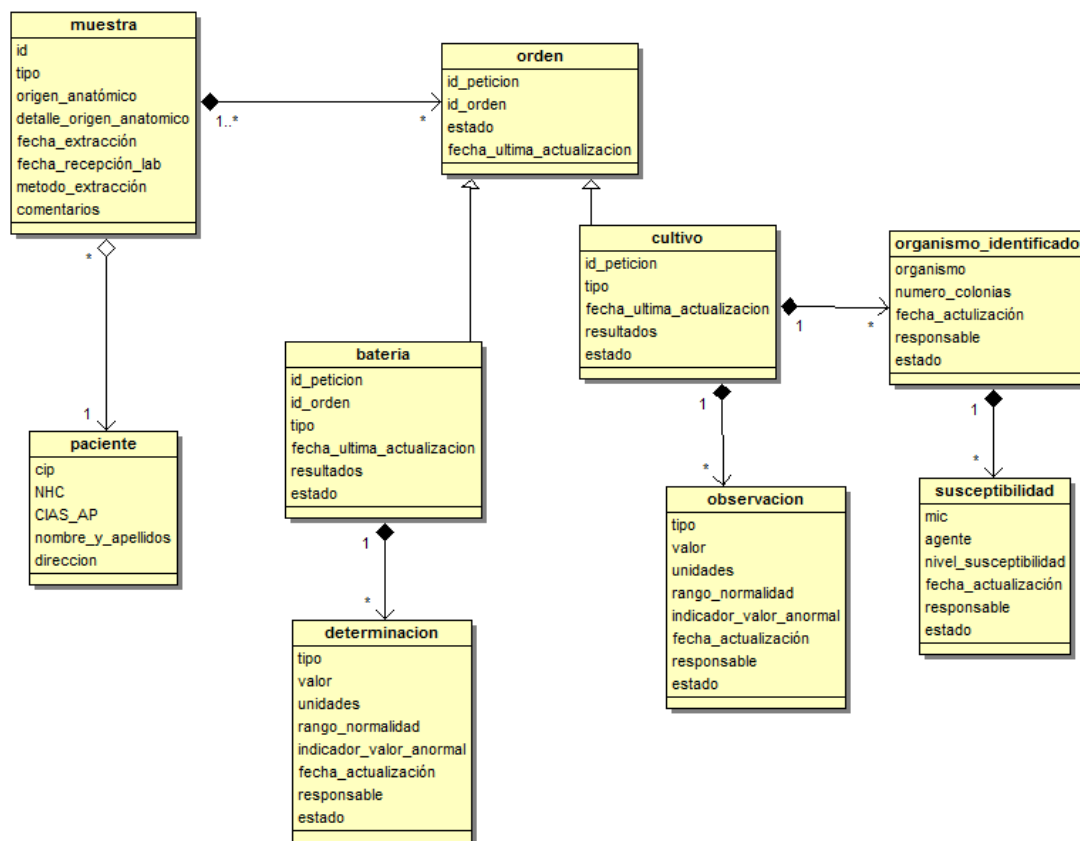 muestra
id
tipo
origen_anatómico
detalle_origen_anatomico
fecha_extracción
fecha_recepción_lab
metodo_extracción
comentarios
1..*
*
orden
id_peticion
id_orden
estado
fecha_ultima_actualizacion
*
1
paciente
cip
NHC
CIAS_AP
nombre_y_apellidos
direccion
bateria
id_peticion
id_orden
tipo
fecha_ultima_actualizacion
resultados
estado
1
*
determinacion
tipo
valor
unidades
rango_normalidad
indicador_valor_anormal
fecha_actualización
responsable
estado
cultivo
id_peticion
tipo
fecha_ultima_actualizacion
resultados
estado
1
*
organismo_identificado
organismo
numero_colonias
fecha_actulización
responsable
estado
1
*
observacion
tipo
valor
unidades
rango_normalidad
indicador_valor_anormal
fecha_actualización
responsable
estado
1
*
susceptibilidad
mic
agente
nivel_susceptibilidad
fecha_actualización
responsable
estado